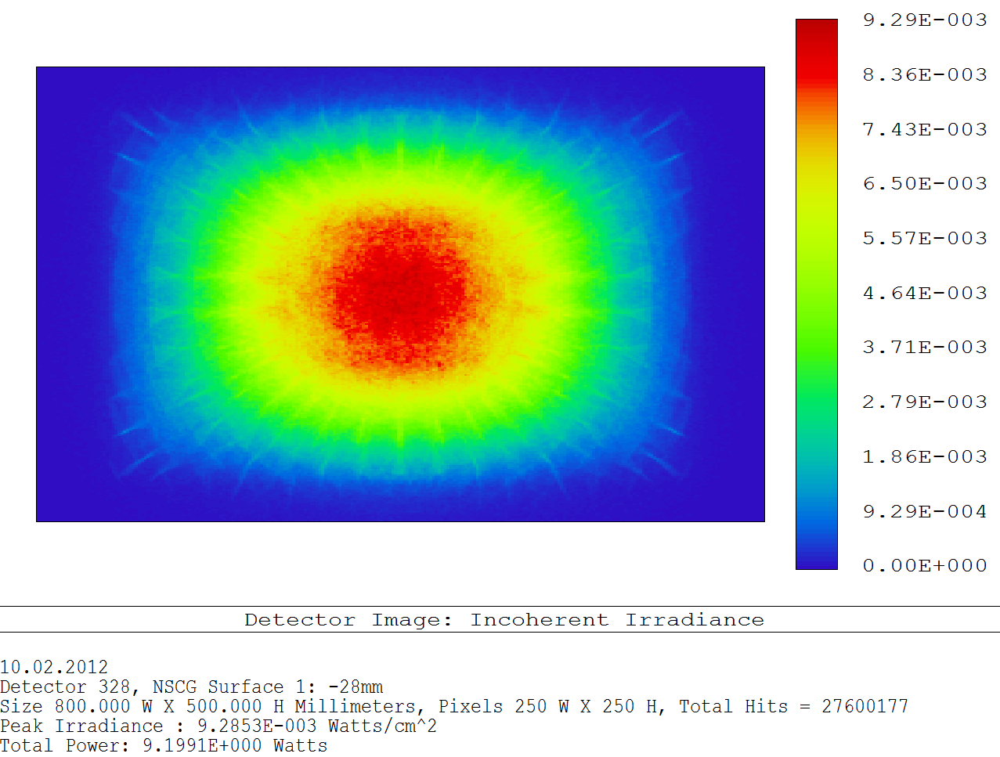 9.29E-003
8.36E-003
7.43E-003
6.50E-003
5.57E-003
4.64E-003
3.71E-003
2.79E-003
1.86E-003
9.29E-004
0.00E+000
Detector Image: Incoherent Irradiance
10.02.2012
Detector 328, NSCG Surface 1: -28mm
Size 800.000 W X 500.000 H Millimeters, Pixels 250 W X 250 H, Total Hits = 27600177
Peak Irradiance : 9.2853E-003 Watts/cm^2
Total Power: 9.1991E+000 Watts